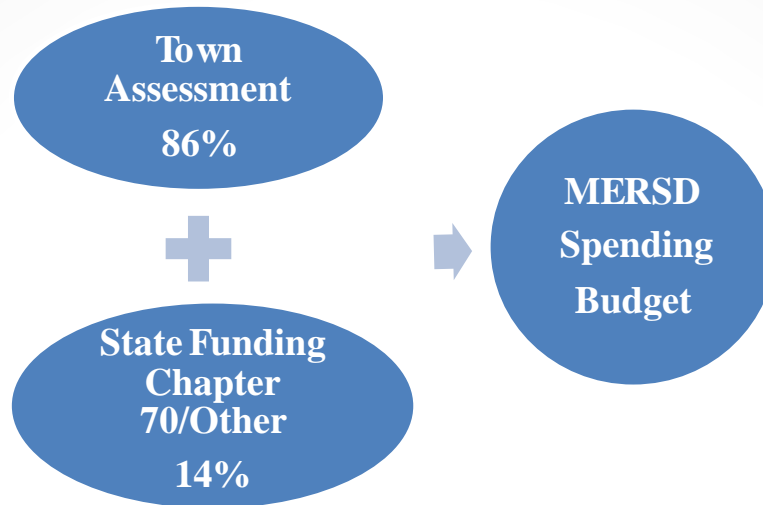 Town
Assessment
86%
State Funding
Chapter
70/Other
14%
MERSD
Spending
Budget